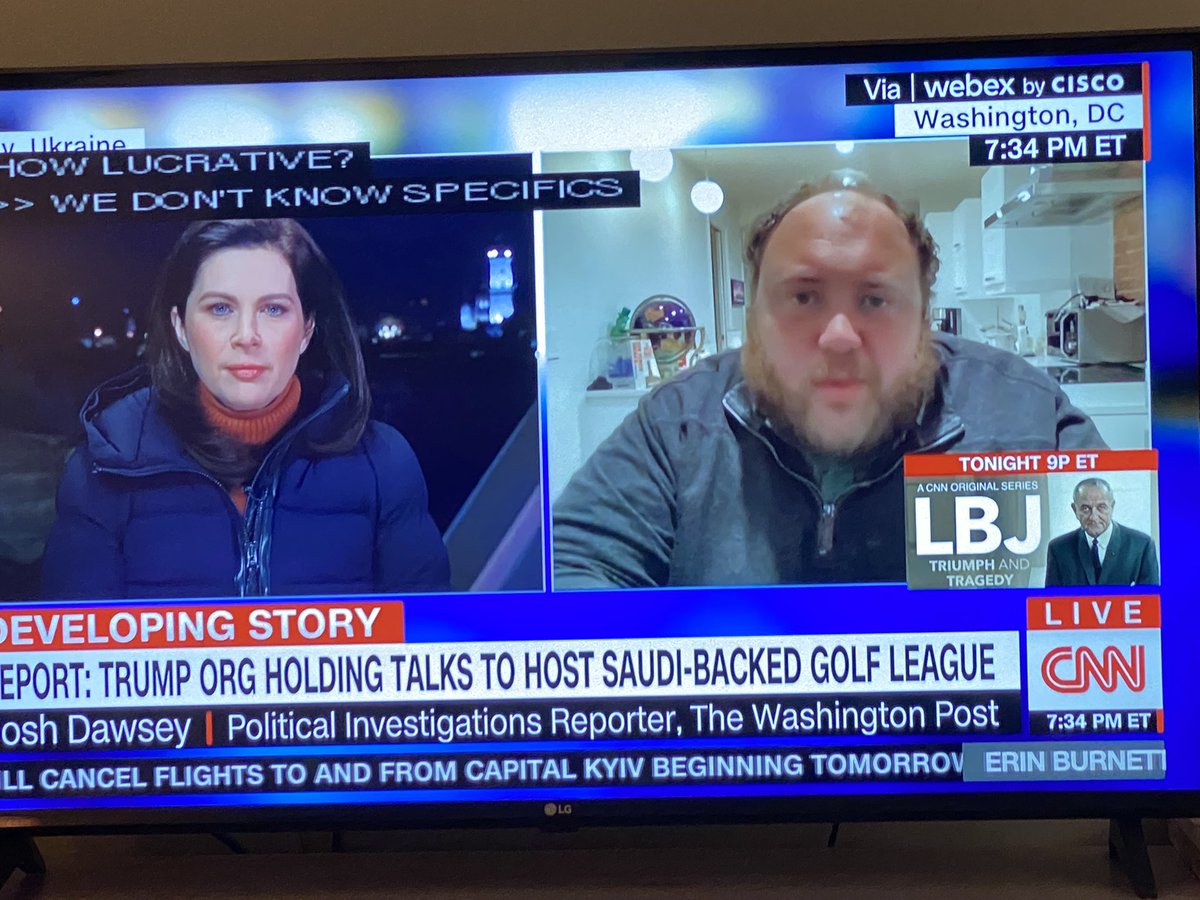 Via | webex by CISCO
Washington, DC
7:34 PM ET
Ukraine
HOW LUCRATIVE?
>> WE DON'T KNOW SPECIFICS
TONIGHT 9P ET
A CNN ORIGINAL SERIES
LBJ
TRIUMPH AND
TRAGEDY
DEVELOPING STORY
EPORT: TRUMP ORG HOLDING TALKS TO HOST SAUDI-BACKED GOLF LEAGUE
osh Dawsey | Political Investigations Reporter, The Washington Post
LIVE
CNN
7:34 PM ET
LL CANCEL FLIGHTS TO AND FROM CAPITAL KYIV BEGINNING TOMORROW
ERIN BURNETT
LG